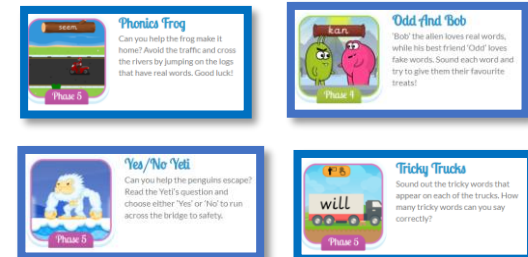 seem
Phonics Frog
Can you help the frog make it
home? Avoid the traffic and cross
the rivers by jumping on the logs
that have real words. Good luck!
Phase 5
kan
Odd And Bob
'Bob' the alien loves real words,
while his best friend 'Odd' loves
fake words. Sound each word and
try to give them their favourite
treats!
Phase 4
Yes/No Yeti
Can you help the penguins escape?
Read the Yeti's question and
choose either 'Yes' or 'No' to run
across the bridge to safety.
Phase 5
will
Tricky Trucks
Sound out the tricky words that
appear on each of the trucks. How
many tricky words can you say
correctly?
Phase 5